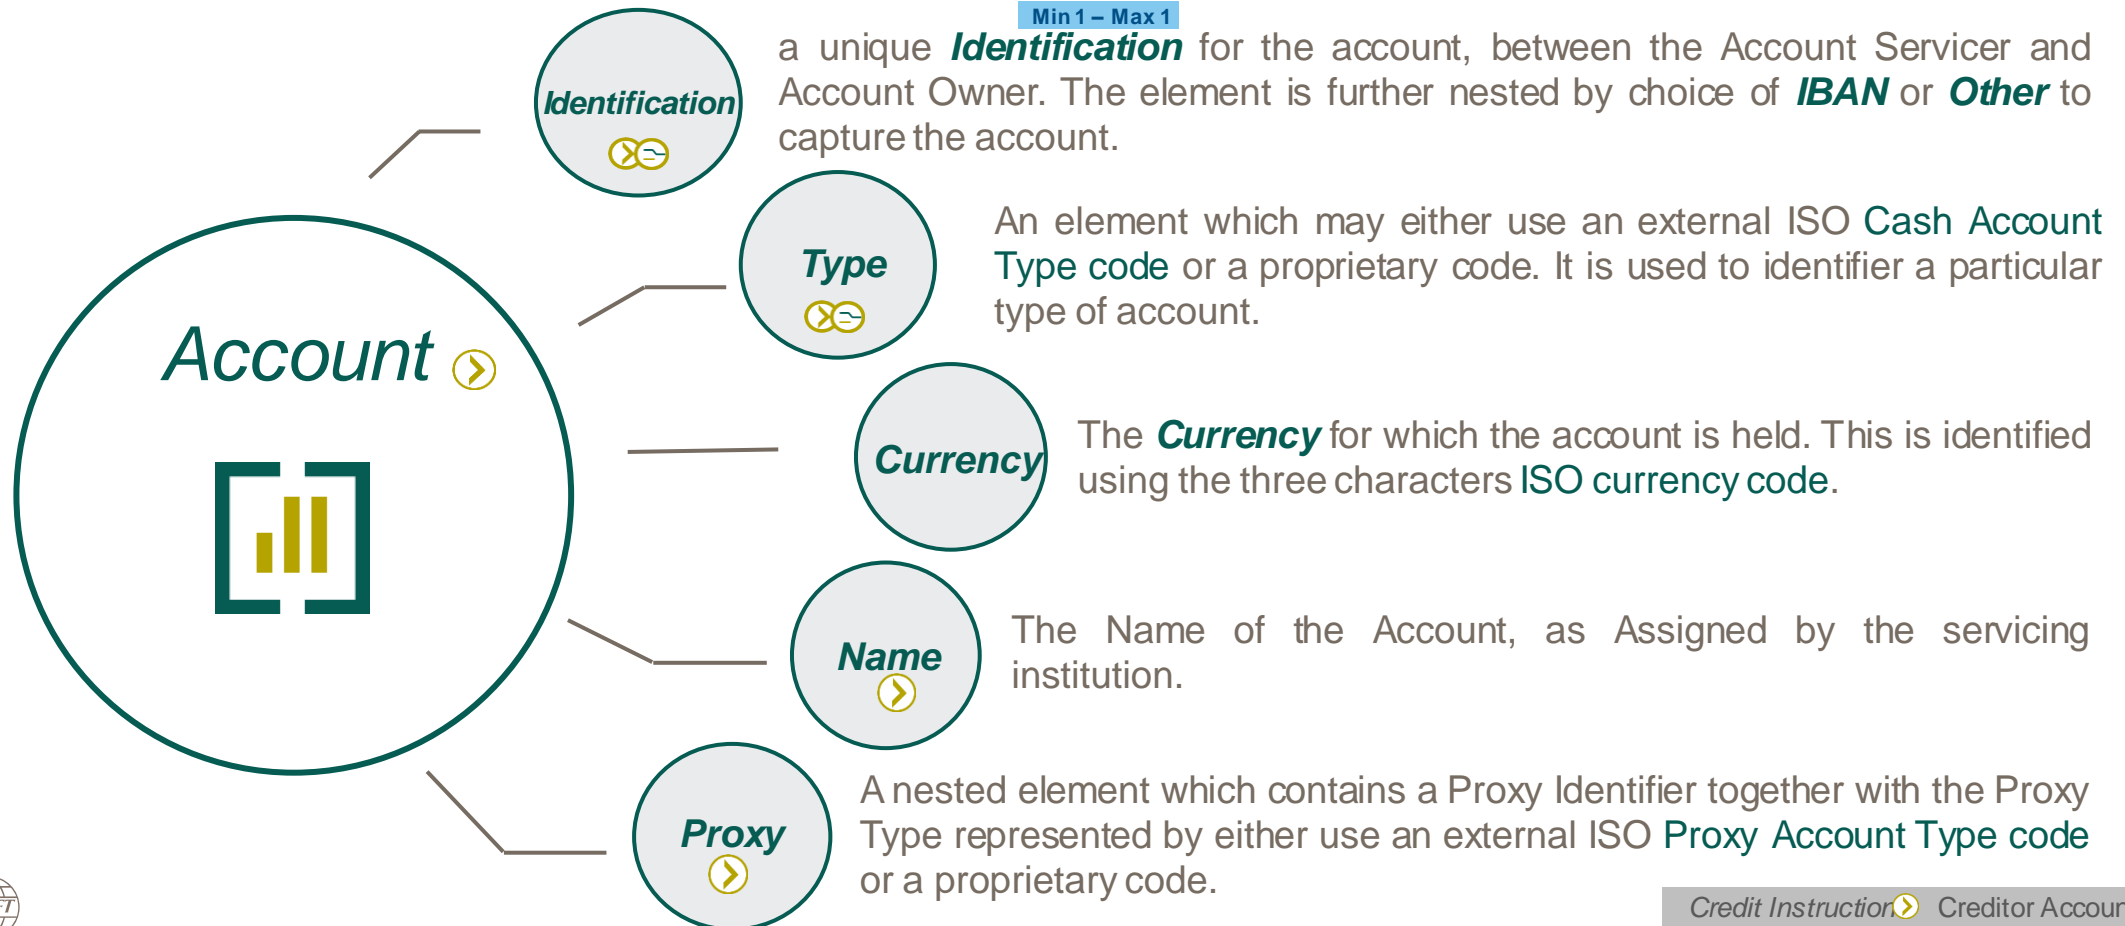 Min 1 – Max 1
Identification
a unique Identification for the account, between the Account Servicer and
Account Owner. The element is further nested by choice of IBAN or Other to
capture the account.
Type
An element which may either use an external ISO Cash Account
Type code or a proprietary code. It is used to identifier a particular
type of account.
Account
Currency
The Currency for which the account is held. This is identified
using the three characters ISO currency code.
Name
The Name of the Account, as Assigned by the servicing
institution.
Proxy
A nested element which contains a Proxy Identifier together with the Proxy
Type represented by either use an external ISO Proxy Account Type code
or a proprietary code.
Credit Instruction Creditor Accoun